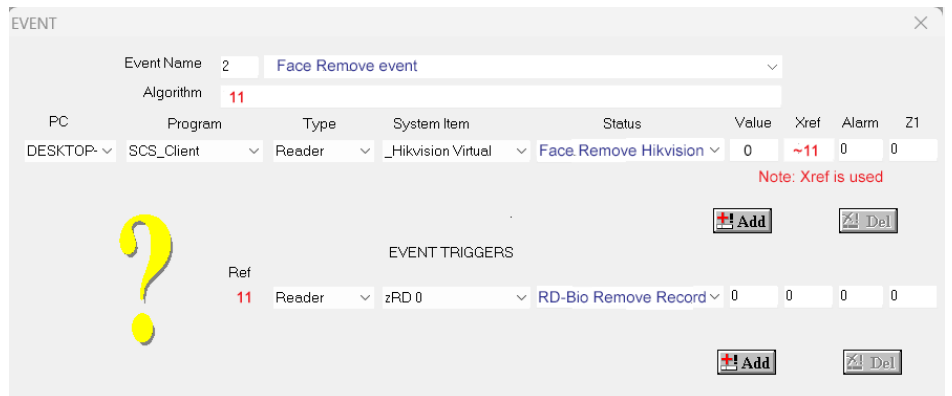 EVENT
Event Name 2 Face Remove event
Algorithm 11
PC Program Type System Item Status Value Xref Alarm Z1
DESKTOP- SCS_Client Reader _Hikvision Virtual Face Remove Hikvision 0 ~11 0 0
Note: Xref is used
Add Del
EVENT TRIGGERS
Ref
11 Reader zRD 0 RD-Bio Remove Record 0 0 0 0
Add Del